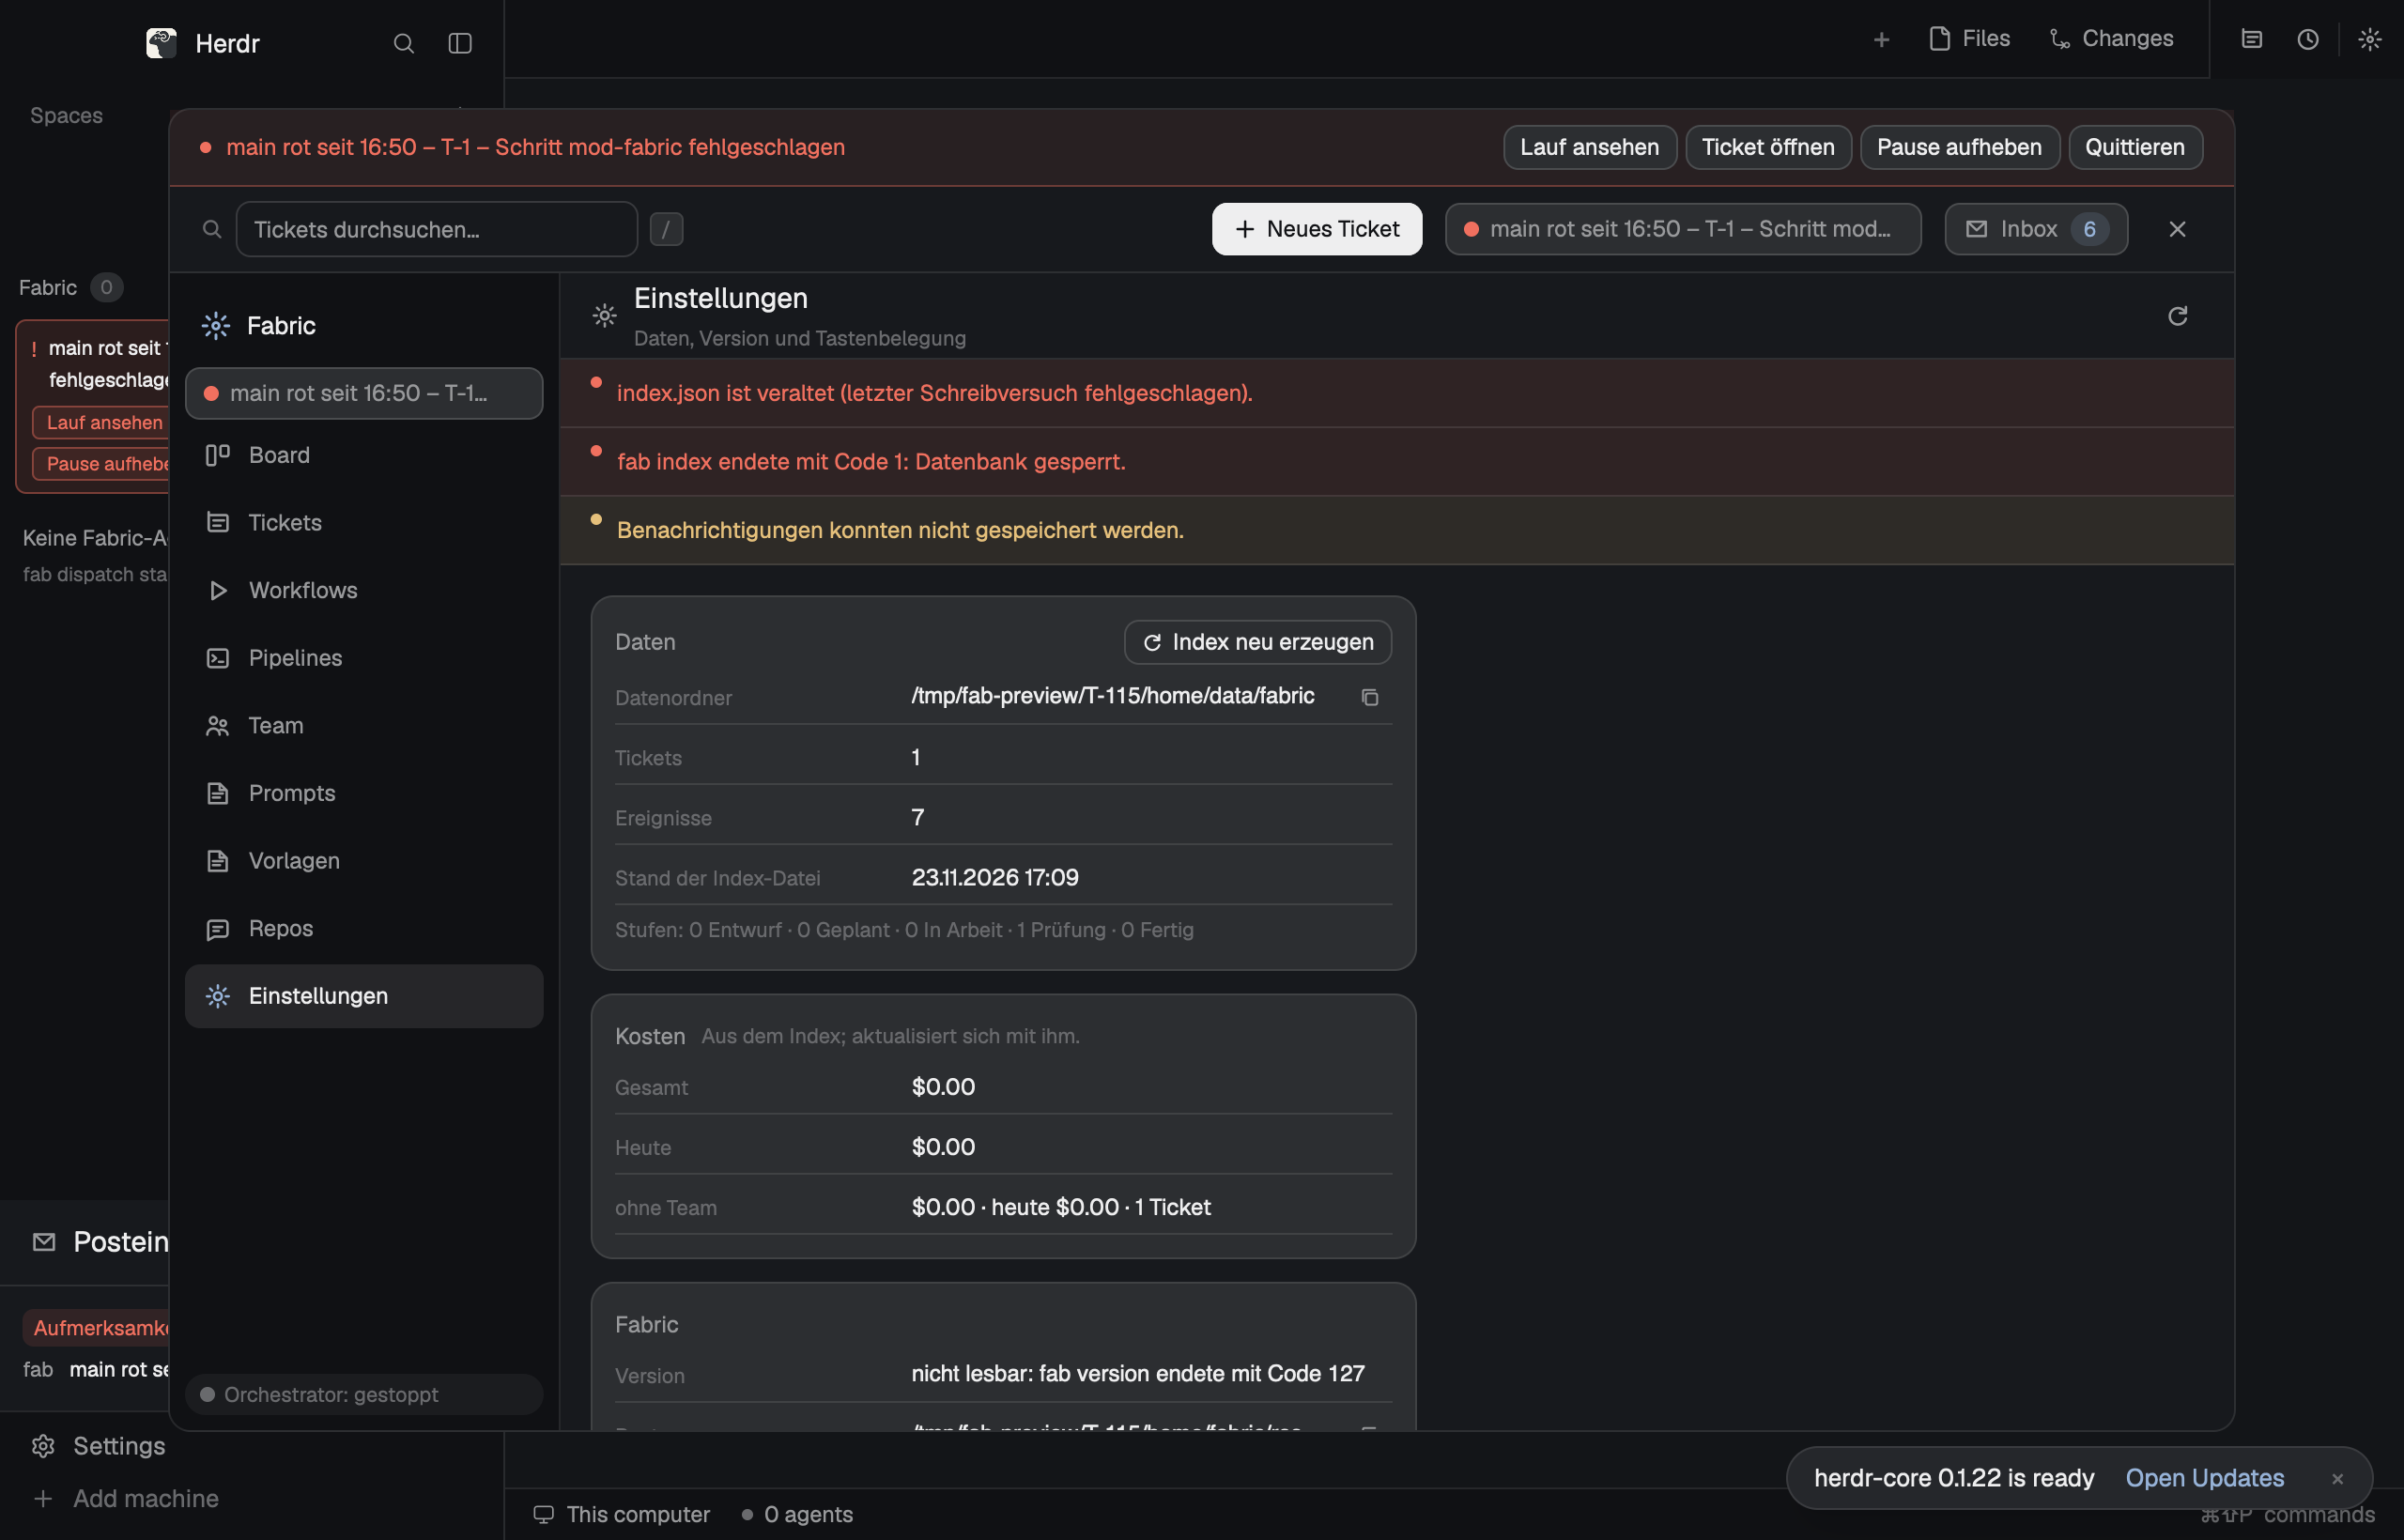 Herdr
+ Files Changes
Spaces
main rot seit 16:50 – T-1 – Schritt mod-fabric fehlgeschlagen
Lauf ansehen Ticket öffnen Pause aufheben Quittieren
Tickets durchsuchen... /
+ Neues Ticket
main rot seit 16:50 – T-1 – Schritt mod...
Inbox 6
Fabric 0
! main rot seit
fehlgeschlage
Lauf ansehen
Pause aufhebe
Keine Fabric-A
fab dispatch sta
Fabric
main rot seit 16:50 – T-1...
Board
Tickets
Workflows
Pipelines
Team
Prompts
Vorlagen
Repos
Einstellungen
Orchestrator: gestoppt
Einstellungen
Daten, Version und Tastenbelegung
index.json ist veraltet (letzter Schreibversuch fehlgeschlagen).
fab index endete mit Code 1: Datenbank gesperrt.
Benachrichtigungen konnten nicht gespeichert werden.
Daten Index neu erzeugen
Datenordner /tmp/fab-preview/T-115/home/data/fabric
Tickets 1
Ereignisse 7
Stand der Index-Datei 23.11.2026 17:09
Stufen: 0 Entwurf · 0 Geplant · 0 In Arbeit · 1 Prüfung · 0 Fertig
Kosten Aus dem Index; aktualisiert sich mit ihm.
Gesamt $0.00
Heute $0.00
ohne Team $0.00 · heute $0.00 · 1 Ticket
Fabric
Version nicht lesbar: fab version endete mit Code 127
Postein
Aufmerksamke
fab main rot se
Settings
+ Add machine
herdr-core 0.1.22 is ready Open Updates ×
This computer 0 agents
⌘⇧P commands